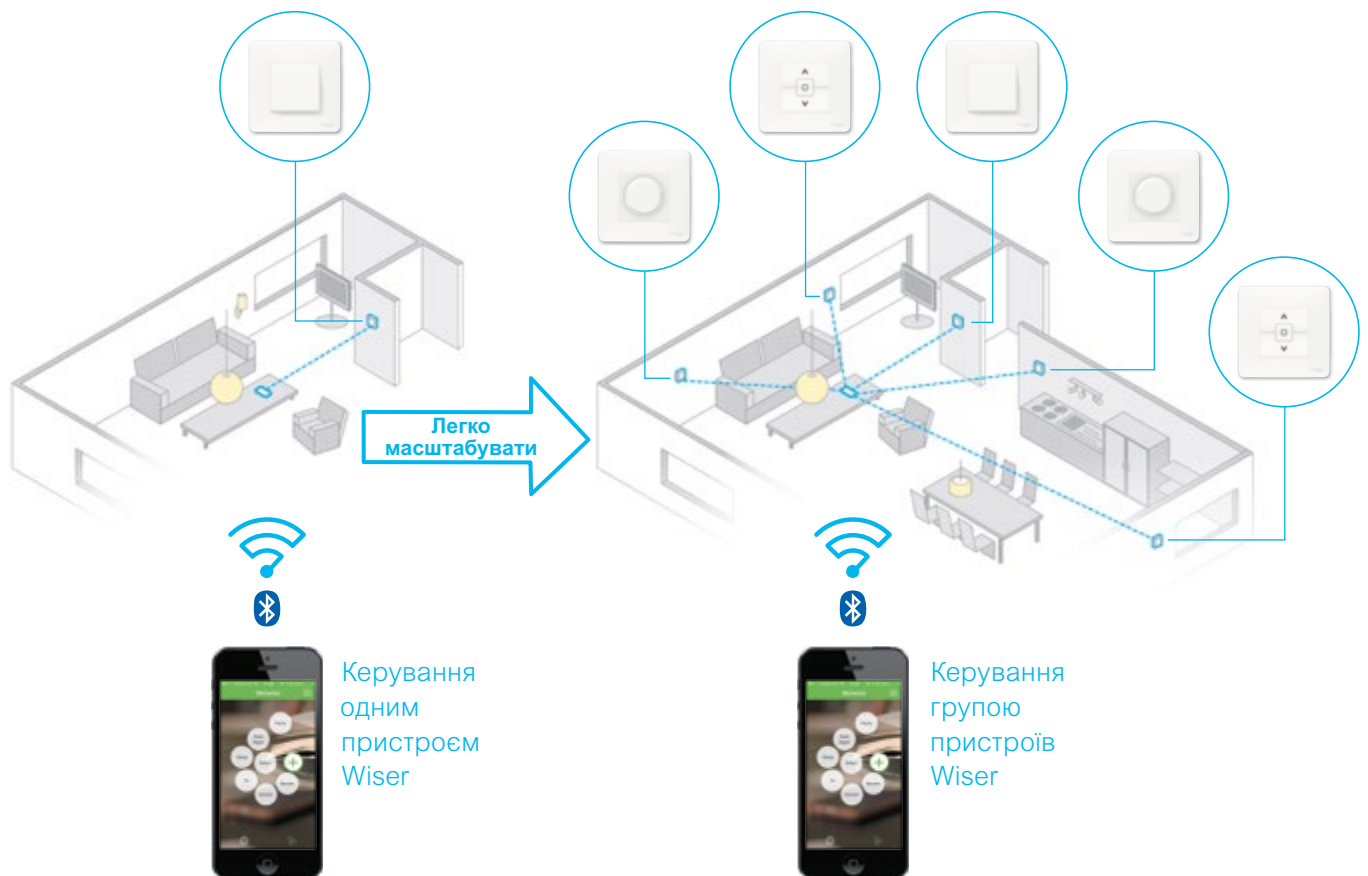 Легко
масштабувати
Керування
одним
пристроєм
Wiser
Керування
групою
пристроїв
Wiser